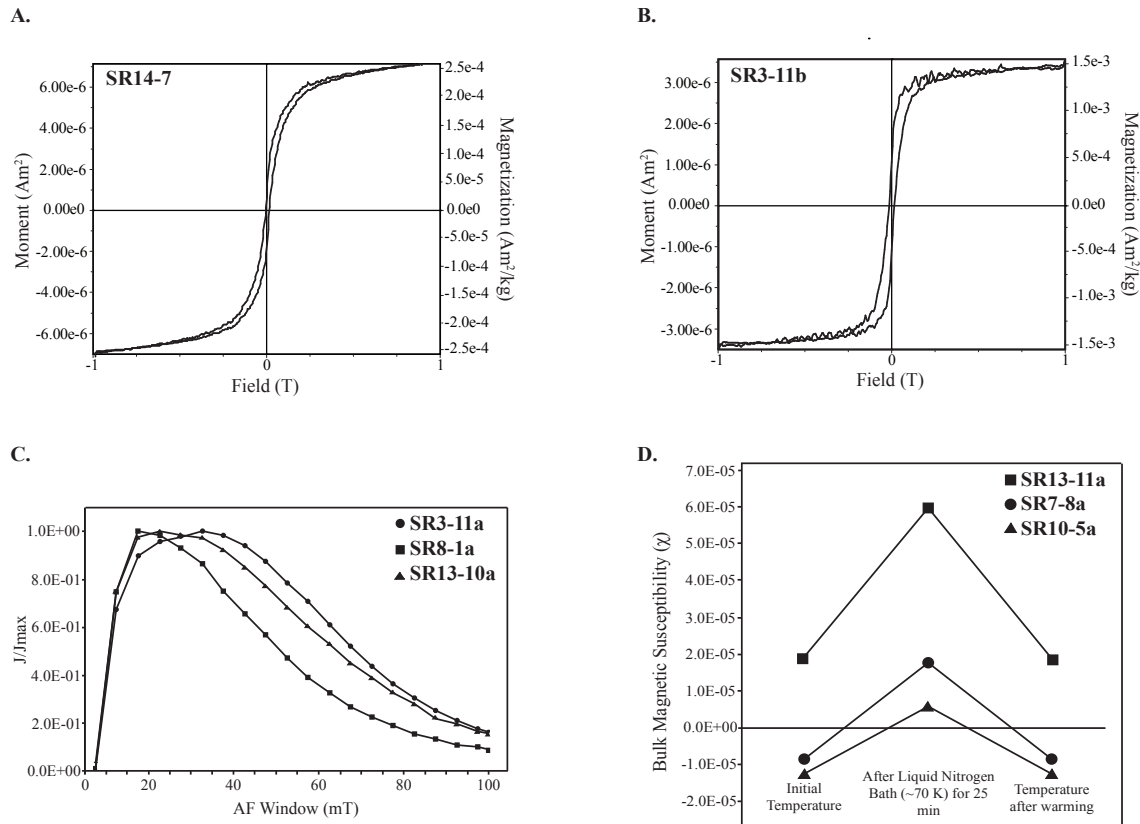 A.
SR14-7
6.00e-6
4.00e-6
2.00e-6
0.00e0
-2.00e-6
-4.00e-6
-6.00e-6
Moment (Am²)
2.5e-4
2.0e-4
1.5e-4
1.0e-4
5.0e-5
0.0e0
-5.0e-5
-1.0e-4
-1.5e-4
-2.0e-4
-2.5e-4
Magnetization (Am²/kg)
-1
0
1
Field (T)
B.
SR3-11b
3.00e-6
2.00e-6
1.00e-6
0.00e0
-1.00e-6
-2.00e-6
-3.00e-6
Moment (Am²)
1.5e-3
1.0e-3
5.0e-4
0.0e0
-5.0e-4
-1.0e-3
-1.5e-3
Magnetization (Am²/kg)
-1
0
1
Field (T)
C.
1.0E+00
8.0E-01
6.0E-01
4.0E-01
2.0E-01
0.0E+00
J/Jmax
SR3-11a
SR8-1a
SR13-10a
0
20
40
60
80
100
AF Window (mT)
D.
7.0E-05
6.0E-05
5.0E-05
4.0E-05
3.0E-05
2.0E-05
1.0E-05
0.0E+00
-1.0E-05
-2.0E-05
Bulk Magnetic Susceptibility (χ)
SR13-11a
SR7-8a
SR10-5a
Initial
Temperature
After Liquid Nitrogen
Bath (~70 K) for 25
min
Temperature
after warming